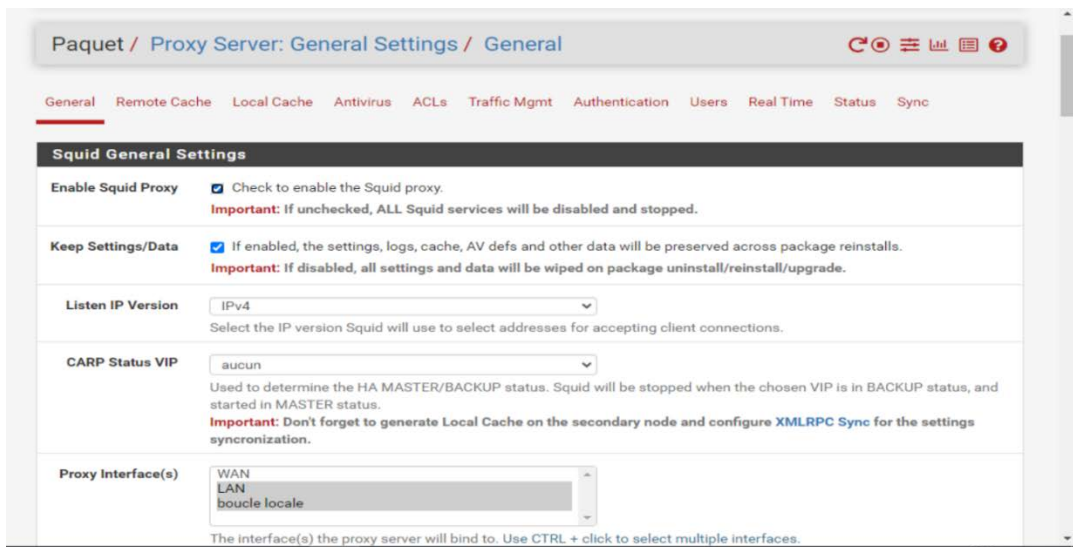 Paquet / Proxy Server: General Settings / General
General Remote Cache Local Cache Antivirus ACLs Traffic Mgmt Authentication Users Real Time Status Sync
Squid General Settings
Enable Squid Proxy Check to enable the Squid proxy.
Important: If unchecked, ALL Squid services will be disabled and stopped.
Keep Settings/Data If enabled, the settings, logs, cache, AV defs and other data will be preserved across package reinstalls.
Important: If disabled, all settings and data will be wiped on package uninstall/reinstall/upgrade.
Listen IP Version IPv4
Select the IP version Squid will use to select addresses for accepting client connections.
CARP Status VIP aucun
Used to determine the HA MASTER/BACKUP status. Squid will be stopped when the chosen VIP is in BACKUP status, and
started in MASTER status.
Important: Don't forget to generate Local Cache on the secondary node and configure XMLRPC Sync for the settings
syncronization.
Proxy Interface(s) WAN
LAN
boucle locale
The interface(s) the proxy server will bind to. Use CTRL + click to select multiple interfaces.